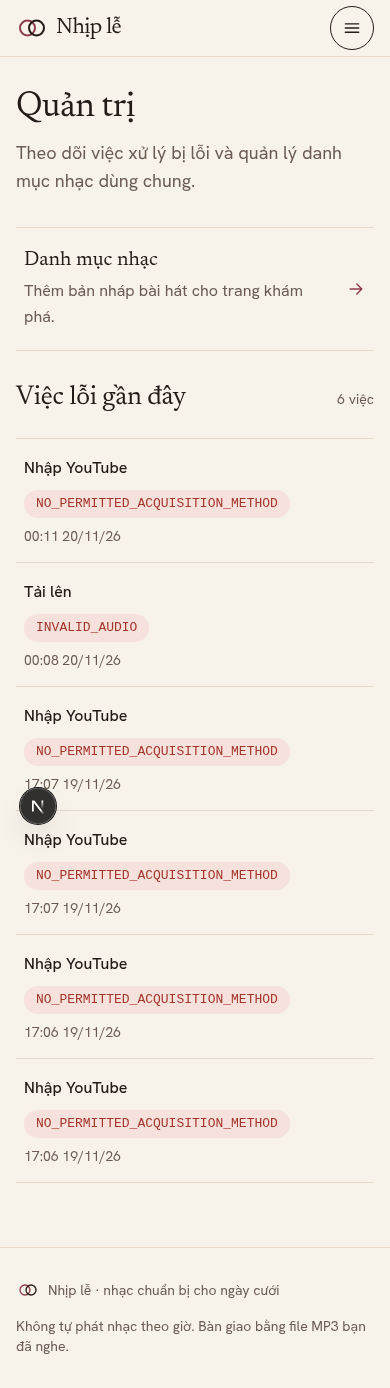 Nhịp lễ
Quản trị
Theo dõi việc xử lý bị lỗi và quản lý danh
mục nhạc dùng chung.
Danh mục nhạc
Thêm bản nháp bài hát cho trang khám
phá.
Việc lỗi gần đây
6 việc
Nhập YouTube
NO_PERMITTED_ACQUISITION_METHOD
00:11 20/11/26
Tải lên
INVALID_AUDIO
00:08 20/11/26
Nhập YouTube
NO_PERMITTED_ACQUISITION_METHOD
17:07 19/11/26
N
Nhập YouTube
NO_PERMITTED_ACQUISITION_METHOD
17:07 19/11/26
Nhập YouTube
NO_PERMITTED_ACQUISITION_METHOD
17:06 19/11/26
Nhập YouTube
NO_PERMITTED_ACQUISITION_METHOD
17:06 19/11/26
Nhịp lễ · nhạc chuẩn bị cho ngày cưới
Không tự phát nhạc theo giờ. Bàn giao bằng file MP3 bạn
đã nghe.